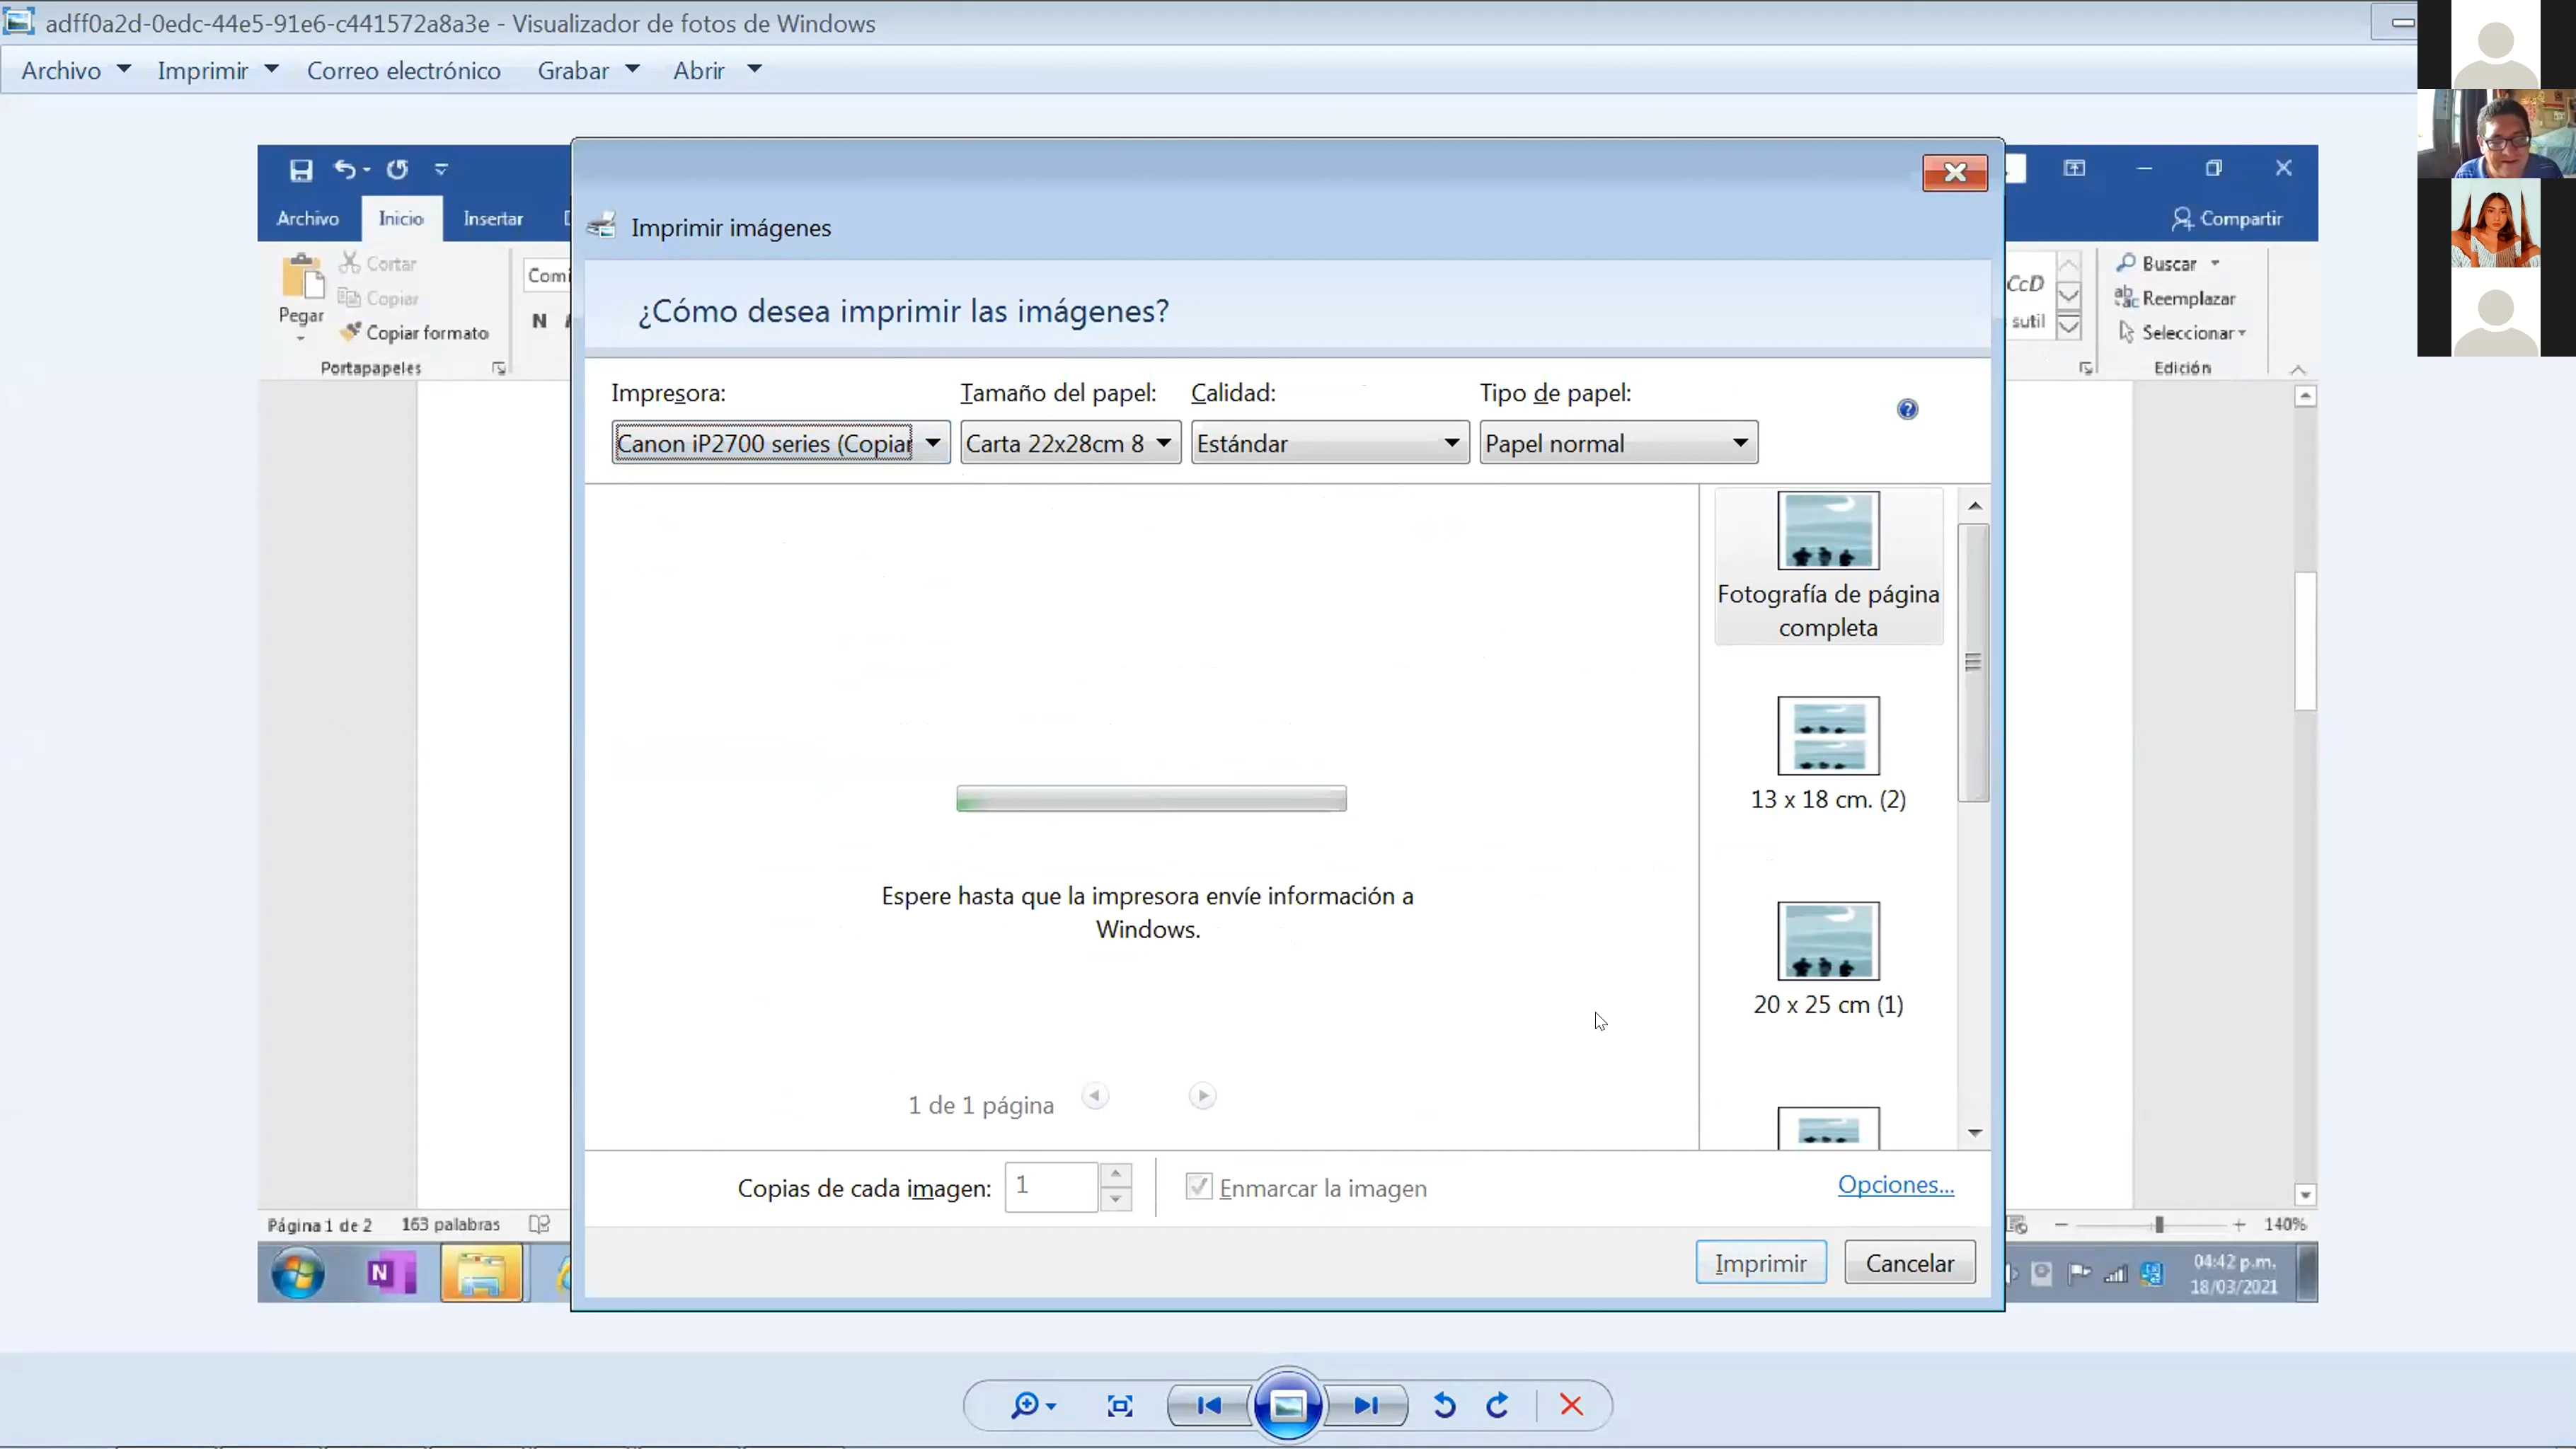 adff0a2d-0edc-44e5-91e6-c441572a8a3e - Visualizador de fotos de Windows
Archivo Imprimir Correo electrónico Grabar Abrir
Archivo Inicio Insertar
Compartir
Pegar
Cortar
Copiar
Copiar formato
Portapapeles
N
CcD
sutil
Buscar
Reemplazar
Seleccionar
Edición
Imprimir imágenes
¿Cómo desea imprimir las imágenes?
Impresora: Tamaño del papel: Calidad: Tipo de papel:
Canon iP2700 series (Copiar Carta 22x28cm 8 Estándar Papel normal
Fotografía de página
completa
13 x 18 cm. (2)
20 x 25 cm (1)
Espere hasta que la impresora envíe información a
Windows.
1 de 1 página
Copias de cada imagen: 1 Enmarcar la imagen Opciones...
Imprimir Cancelar
Página 1 de 2 163 palabras
140%
N
04:42 p.m.
18/03/2021